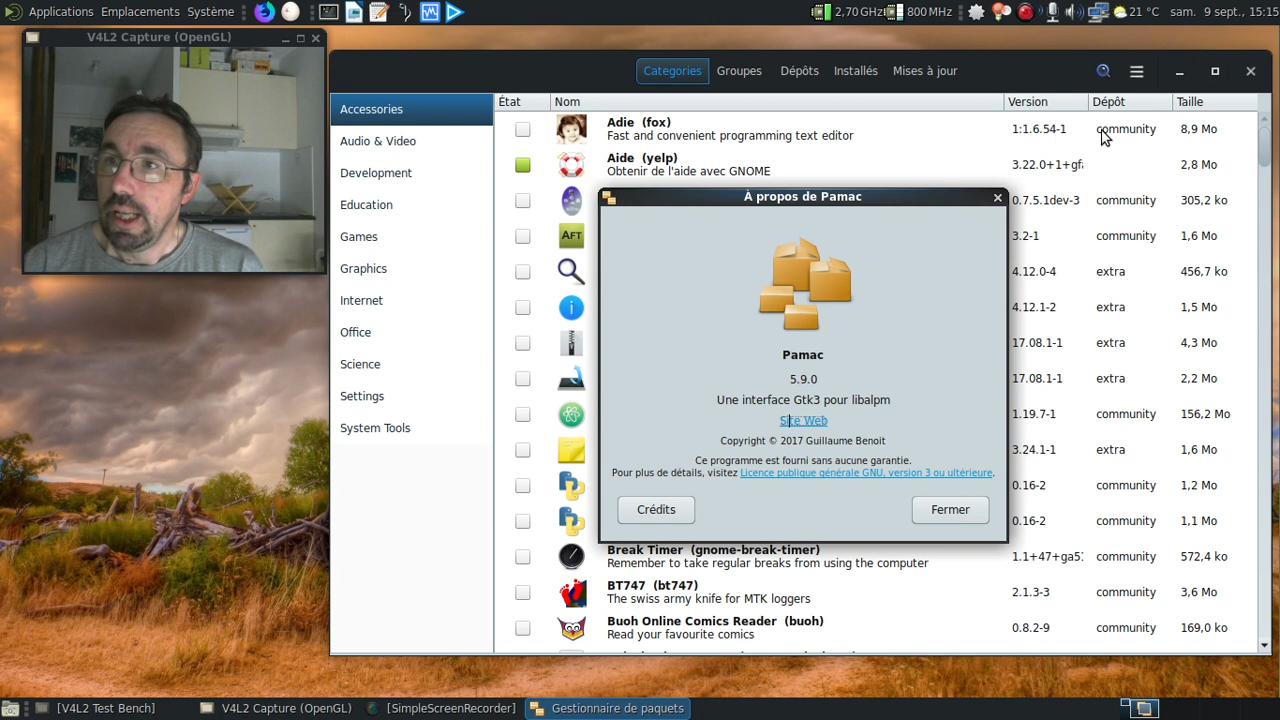 Applications Emplacements Système
2,70GHz 800 MHz 21 °C sam. 9 sept., 15:15
V4L2 Capture (OpenGL)
Categories Groupes Dépôts Installés Mises à jour
Accessories
Audio & Video
Development
Education
Games
Graphics
Internet
Office
Science
Settings
System Tools
État Nom Version Dépôt Taille
Adie (fox)
Fast and convenient programming text editor
1:1.6.54-1 community 8,9 Mo
Aide (yelp)
Obtenir de l'aide avec GNOME
3.22.0+1+gf 2,8 Mo
0.7.5.1dev-3 community 305,2 ko
AFT
3.2-1 community 1,6 Mo
4.12.0-4 extra 456,7 ko
4.12.1-2 extra 1,5 Mo
17.08.1-1 extra 4,3 Mo
17.08.1-1 extra 2,2 Mo
1.19.7-1 community 156,2 Mo
3.24.1-1 extra 1,6 Mo
0.16-2 community 1,2 Mo
0.16-2 community 1,1 Mo
Break Timer (gnome-break-timer)
Remember to take regular breaks from using the computer
1.1+47+ga5 community 572,4 ko
BT747 (bt747)
The swiss army knife for MTK loggers
2.1.3-3 community 3,6 Mo
Buoh Online Comics Reader (buoh)
Read your favourite comics
0.8.2-9 community 169,0 ko
À propos de Pamac
Pamac
5.9.0
Une interface Gtk3 pour libalpm
Site Web
Copyright © 2017 Guillaume Benoit
Ce programme est fourni sans aucune garantie.
Pour plus de détails, visitez Licence publique générale GNU, version 3 ou ultérieure.
Crédits Fermer
[V4L2 Test Bench] V4L2 Capture (OpenGL) [SimpleScreenRecorder] Gestionnaire de paquets